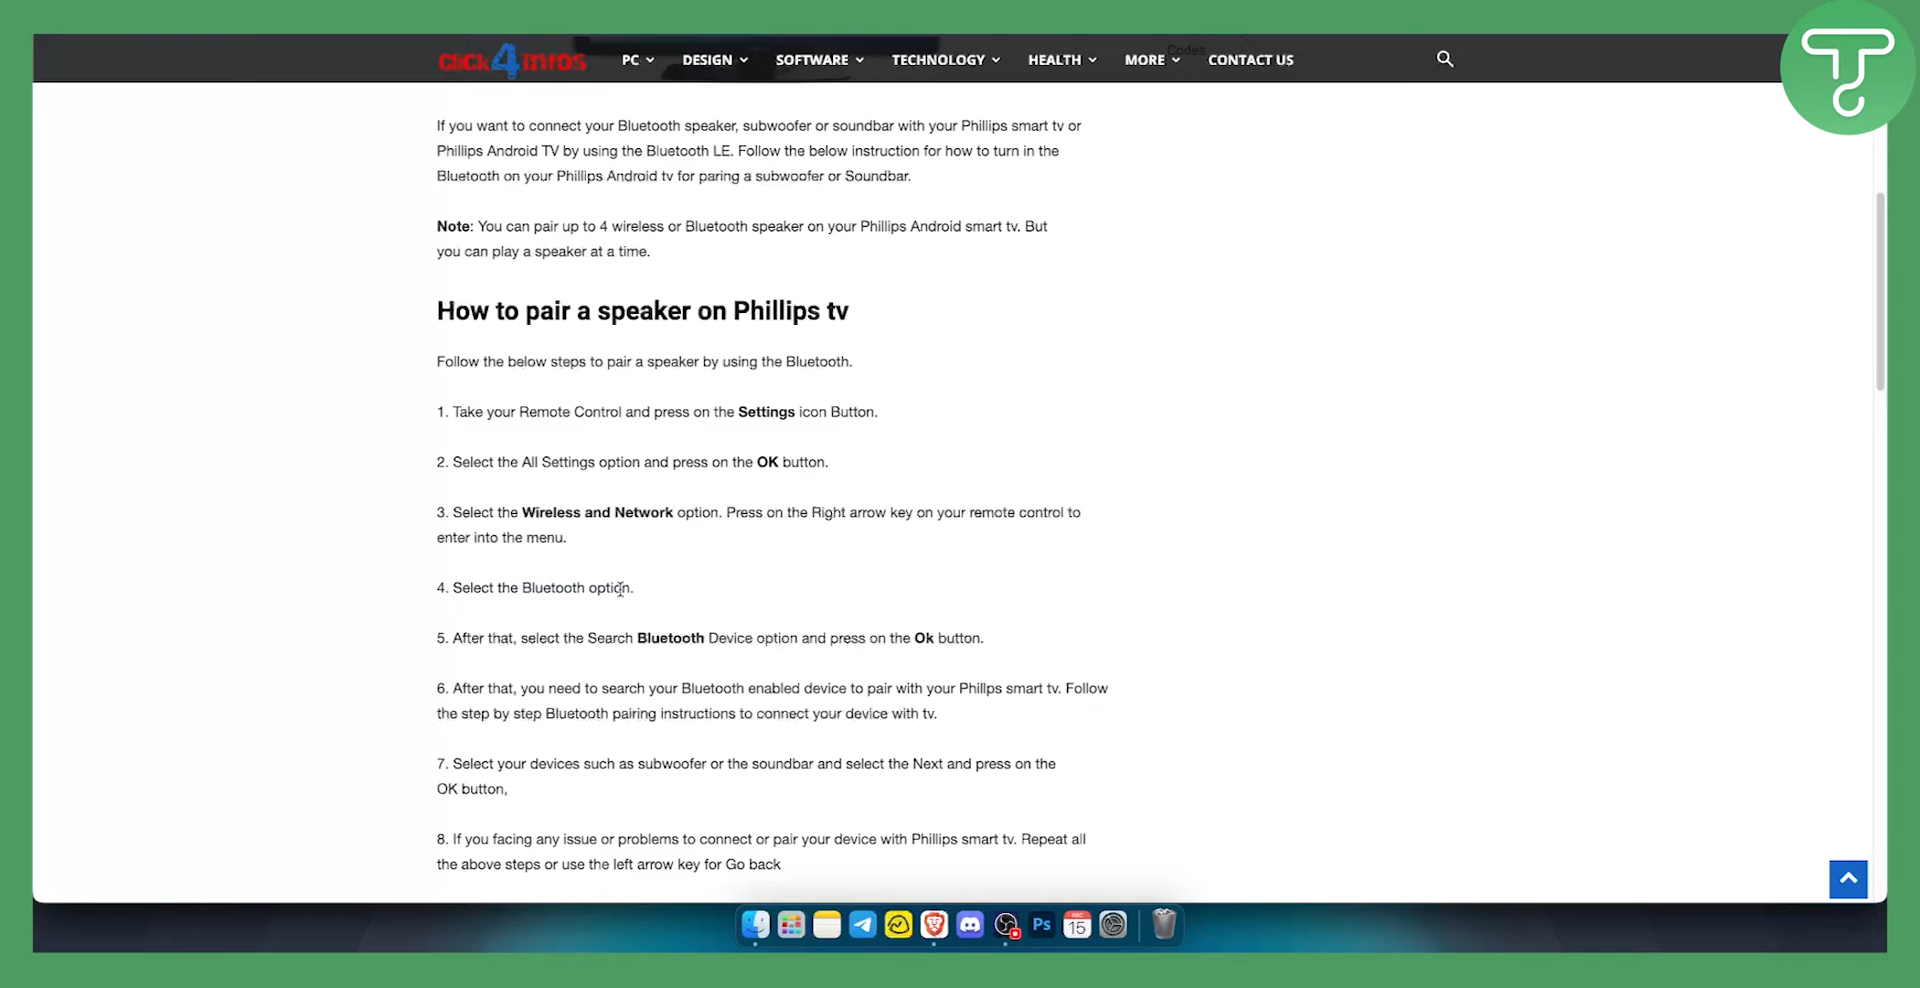 Codes
click4infos PC DESIGN SOFTWARE TECHNOLOGY HEALTH MORE CONTACT US
If you want to connect your Bluetooth speaker, subwoofer or soundbar with your Phillips smart tv or
Phillips Android TV by using the Bluetooth LE. Follow the below instruction for how to turn in the
Bluetooth on your Phillips Android tv for paring a subwoofer or Soundbar.
Note: You can pair up to 4 wireless or Bluetooth speaker on your Phillips Android smart tv. But
you can play a speaker at a time.
How to pair a speaker on Phillips tv
Follow the below steps to pair a speaker by using the Bluetooth.
1. Take your Remote Control and press on the Settings icon Button.
2. Select the All Settings option and press on the OK button.
3. Select the Wireless and Network option. Press on the Right arrow key on your remote control to
enter into the menu.
4. Select the Bluetooth option.
5. After that, select the Search Bluetooth Device option and press on the Ok button.
6. After that, you need to search your Bluetooth enabled device to pair with your Phillps smart tv. Follow
the step by step Bluetooth pairing instructions to connect your device with tv.
7. Select your devices such as subwoofer or the soundbar and select the Next and press on the
OK button,
8. If you facing any issue or problems to connect or pair your device with Phillips smart tv. Repeat all
the above steps or use the left arrow key for Go back
Ps
DEC
15